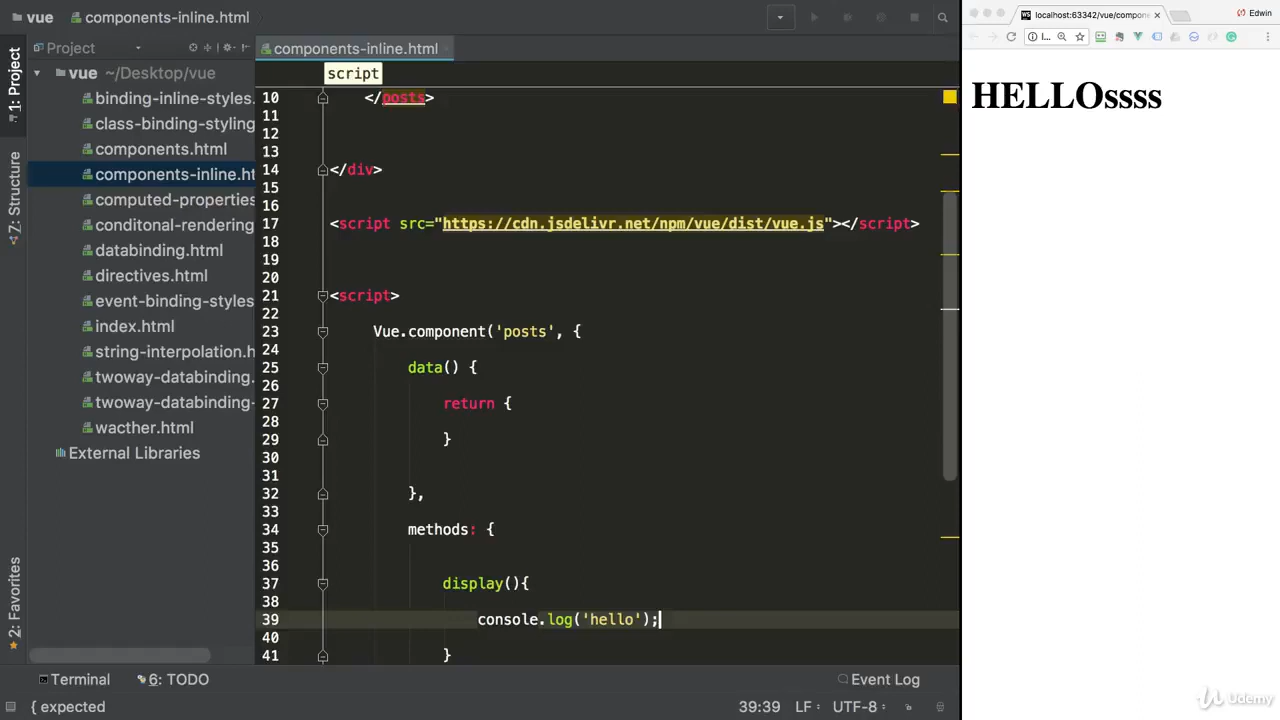 vue components-inline.html
1: Project
Z: Structure
2: Favorites
Project
vue ~/Desktop/vue
binding-inline-styles.
class-binding-styling
components.html
components-inline.ht
computed-properties
conditonal-rendering
databinding.html
directives.html
event-binding-styles
index.html
string-interpolation.h
twoway-databinding.
twoway-databinding-
wacther.html
External Libraries
components-inline.html
script
10 </posts>
11
12
13
14 </div>
15
16
17 <script src="https://cdn.jsdelivr.net/npm/vue/dist/vue.js"></script>
18
19
20
21 <script>
22
23 Vue.component('posts', {
24
25 data() {
26
27 return {
28
29 }
30
31
32 },
33
34 methods: {
35
36
37 display(){
38
39 console.log('hello');
40
41 }
Terminal 6: TODO Event Log
{ expected 39:39 LF UTF-8
localhost:63342/vue/compone
Edwin
l...
HELLOssss
Udemy